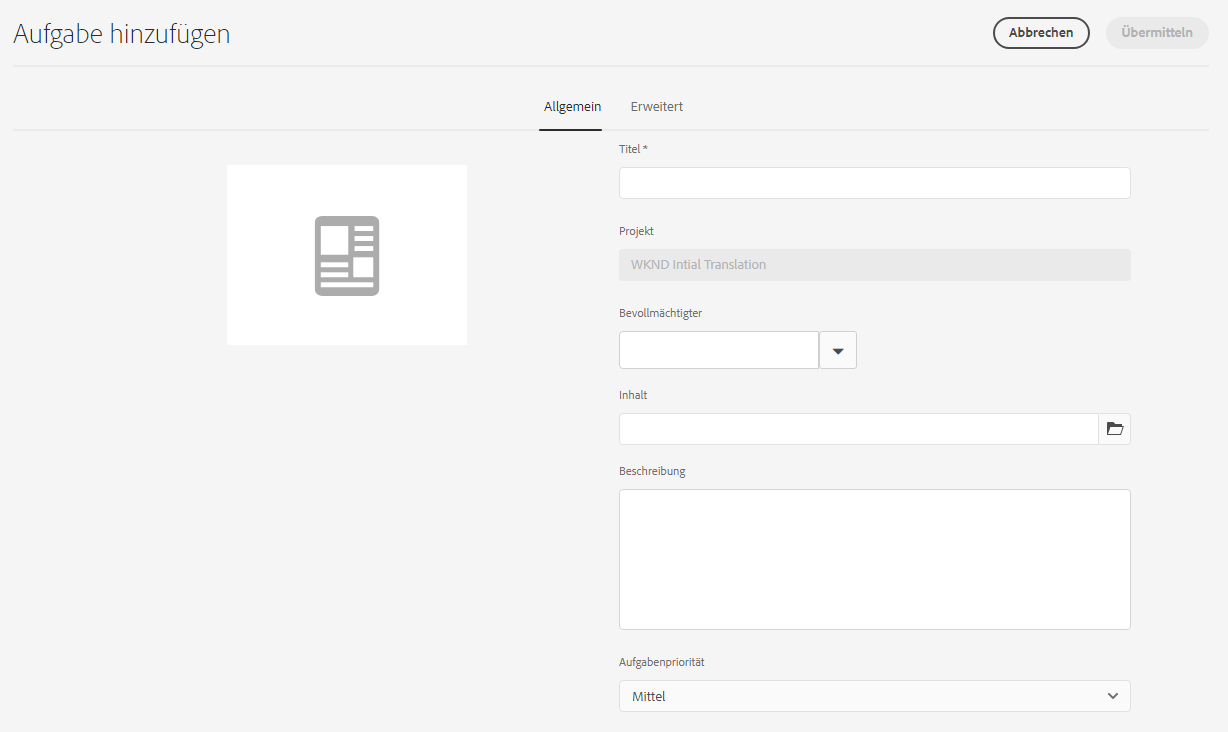 Aufgabe hinzufügen
Abbrechen
Übermitteln
Allgemein
Erweitert
Titel *
Projekt
WKND Intial Translation
Bevollmächtigter
Inhalt
Beschreibung
Aufgabenpriorität
Mittel